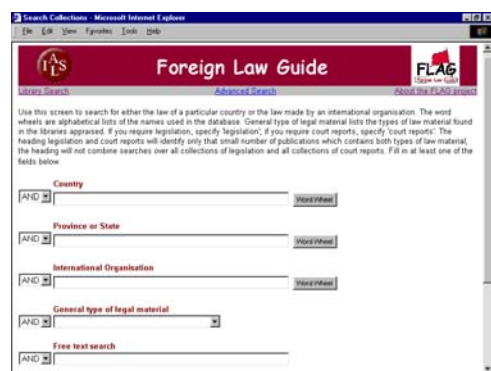 Search Collections - Microsoft Internet Explorer
File Edit View Favorites Tools Help
IALS
Foreign Law Guide
FLAG
Library Search Advanced Search About the FLAG project
Use this screen to search for either the law of a particular country or the law made by an international organisation. The word
wheels are alphabetical lists of the names used in the database. General type of legal material lists the types of law material found
in the libraries appraised. If you require legislation, specify 'legislation'; if you require court reports, specify 'court reports'. The
heading legislation and court reports will identify only that small number of publications which contains both types of law material,
the heading will not combine searches over all collections of legislation and all collections of court reports. Fill in at least one of the
fields below.
Country
AND Word Wheel
Province or State
AND Word Wheel
International Organisation
AND Word Wheel
General type of legal material
AND
Free text search
AND